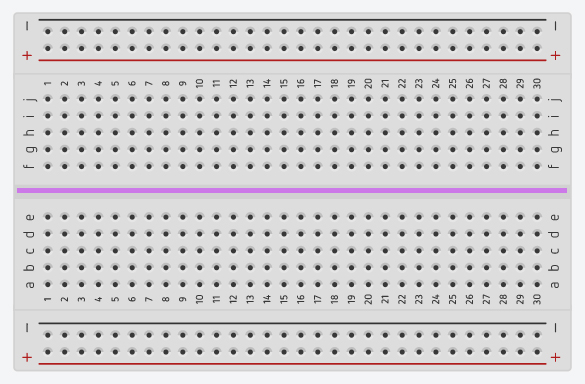 — —
+ +
1 2 3 4 5 6 7 8 9 10 11 12 13 14 15 16 17 18 19 20 21 22 23 24 25 26 27 28 29 30
j j
i i
h h
g g
f f
e e
d d
c c
b b
a a
1 2 3 4 5 6 7 8 9 10 11 12 13 14 15 16 17 18 19 20 21 22 23 24 25 26 27 28 29 30
— —
+ +